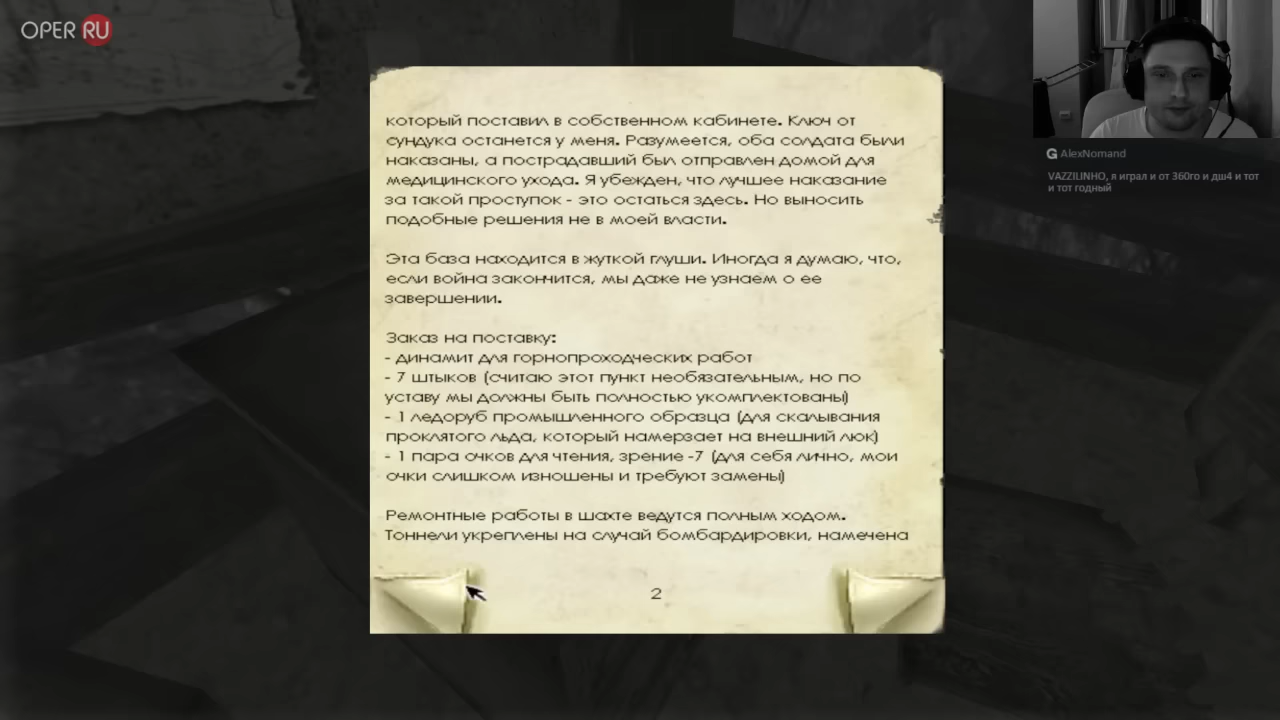 OPER RU
который поставил в собственном кабинете. Ключ от
сундука останется у меня. Разумеется, оба солдата были
наказаны, а пострадавший был отправлен домой для
медицинского ухода. Я убежден, что лучшее наказание
за такой проступок - это остаться здесь. Но выносить
подобные решения не в моей власти.
Эта база находится в жуткой глуши. Иногда я думаю, что,
если война закончится, мы даже не узнаем о ее
завершении.
Заказ на поставку:
- динамит для горнопроходческих работ
- 7 штыков (считаю этот пункт необязательным, но по
уставу мы должны быть полностью укомплектованы)
- 1 ледоруб промышленного образца (для скалывания
проклятого льда, который намерзает на внешний люк)
- 1 пара очков для чтения, зрение -7 (для себя лично, мои
очки слишком изношены и требуют замены)
Ремонтные работы в шахте ведутся полным ходом.
Тоннели укреплены на случай бомбардировки, намечена
2
AlexNomand
VAZZILINHO, я играл и от 360го и дш4 и тот
и тот годный